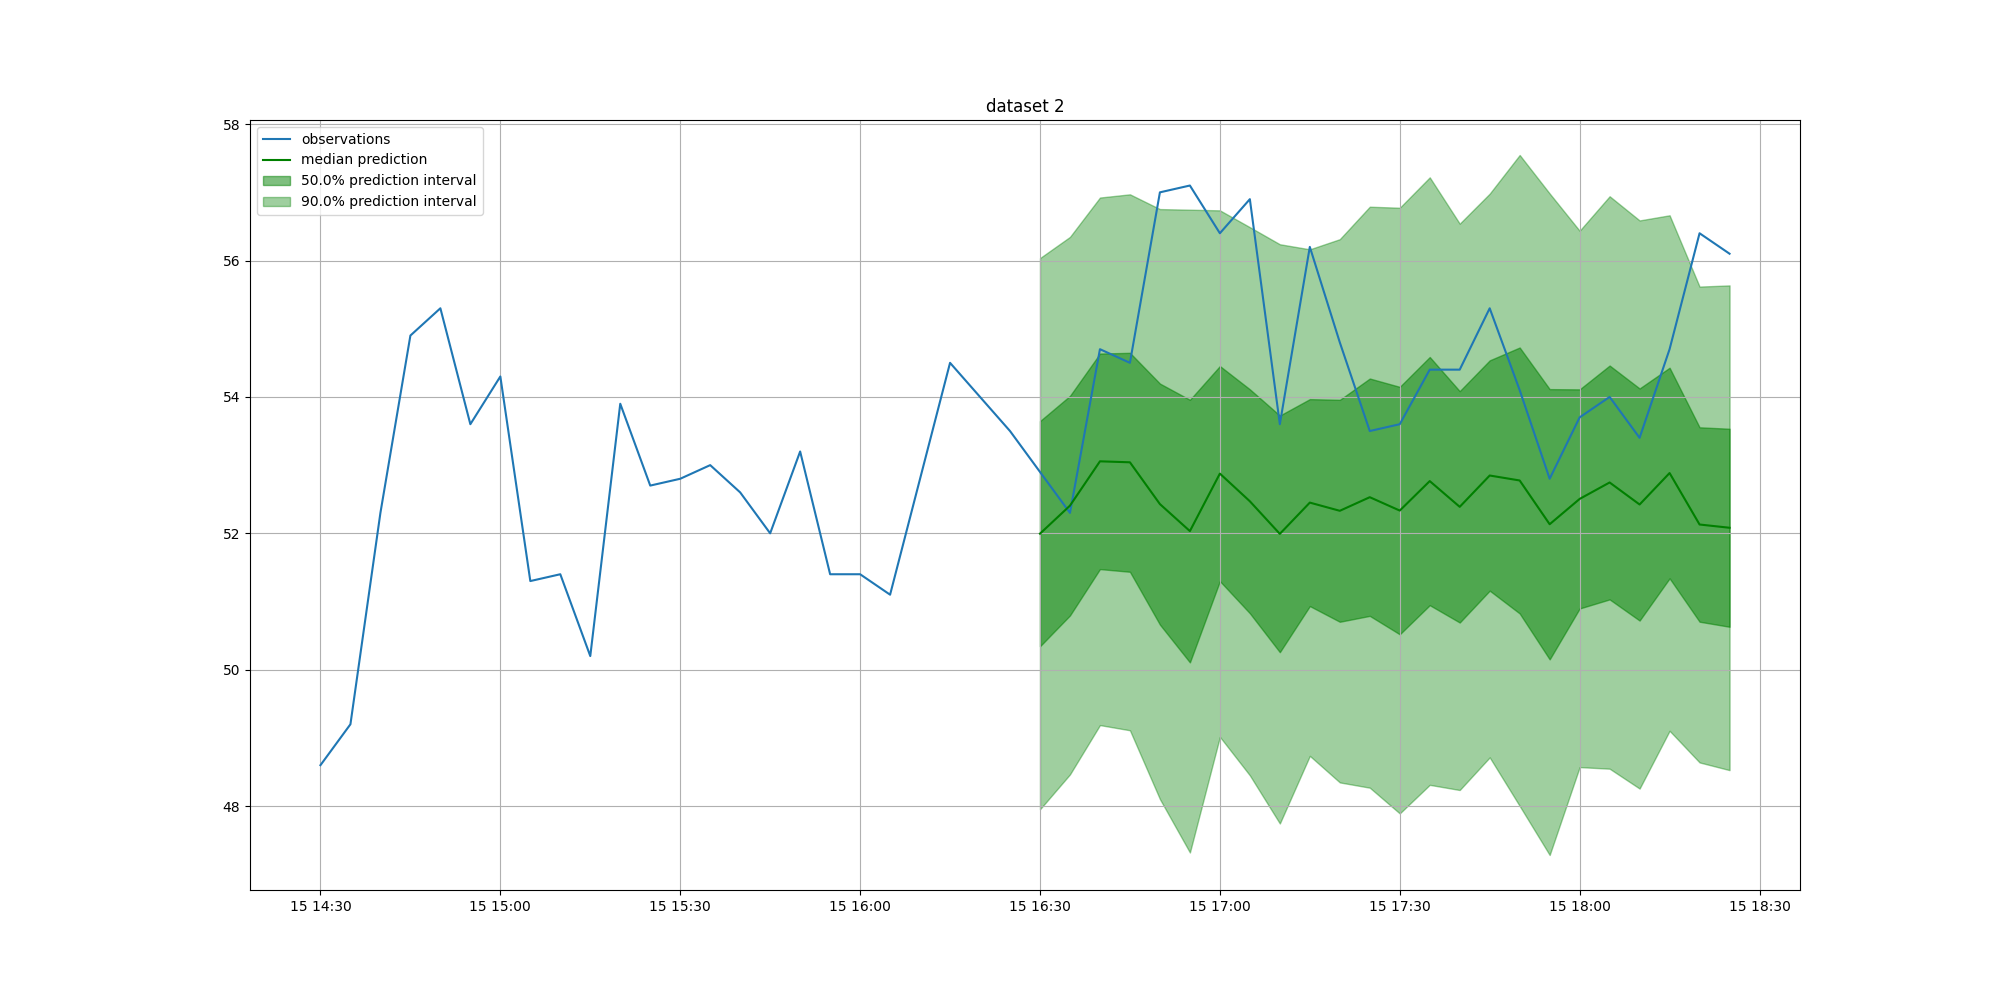 dataset 2
observations
median prediction
50.0% prediction interval
90.0% prediction interval
58
56
54
52
50
48
15 14:30 15 15:00 15 15:30 15 16:00 15 16:30 15 17:00 15 17:30 15 18:00 15 18:30